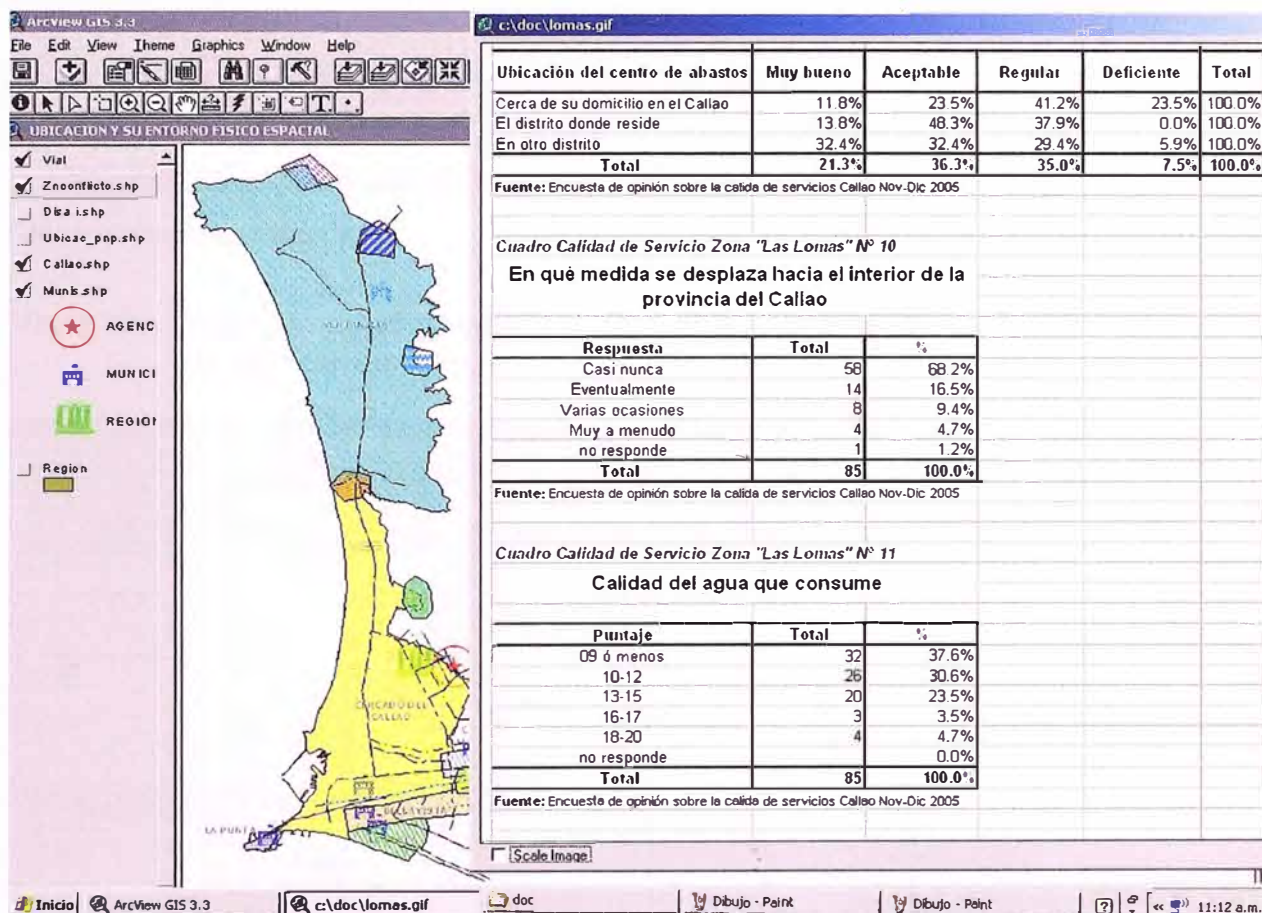 ArcView GIS 3.3
File Edit View Theme Graphics Window Help
UBICACION Y SU ENTORNO FISICO ESPACIAL
Vial
Znconflicto.shp
Disa i.shp
Ubicac_pnp.shp
Callao.shp
Munis.shp
AGENC
MUNICI
REGION
Region
CERCADO DEL
CALLAO
BELLAVISTA
LA PUNTA
c:\doc\lomas.gif
Ubicación del centro de abastos Muy bueno Aceptable Regular Deficiente Total
Cerca de su domicilio en el Callao 11.8% 23.5% 41.2% 23.5% 100.0%
El distrito donde reside 13.8% 48.3% 37.9% 0.0% 100.0%
En otro distrito 32.4% 32.4% 29.4% 5.9% 100.0%
Total 21.3% 36.3% 35.0% 7.5% 100.0%
Fuente: Encuesta de opinión sobre la calida de servicios Callao Nov-Dic 2005
Cuadro Calidad de Servicio Zona "Las Lomas" Nº 10
En qué medida se desplaza hacia el interior de la
provincia del Callao
Respuesta Total %
Casi nunca 58 68.2%
Eventualmente 14 16.5%
Varias ocasiones 8 9.4%
Muy a menudo 4 4.7%
no responde 1 1.2%
Total 85 100.0%
Fuente: Encuesta de opinión sobre la calida de servicios Callao Nov-Dic 2005
Cuadro Calidad de Servicio Zona "Las Lomas" Nº 11
Calidad del agua que consume
Puntaje Total %
09 ó menos 32 37.6%
10-12 26 30.6%
13-15 20 23.5%
16-17 3 3.5%
18-20 4 4.7%
no responde 0.0%
Total 85 100.0%
Fuente: Encuesta de opinión sobre la calida de servicios Callao Nov-Dic 2005
Scale Image
Inicio ArcView GIS 3.3 c:\doc\lomas.gif doc Dibujo - Paint Dibujo - Paint 11:12 a.m.